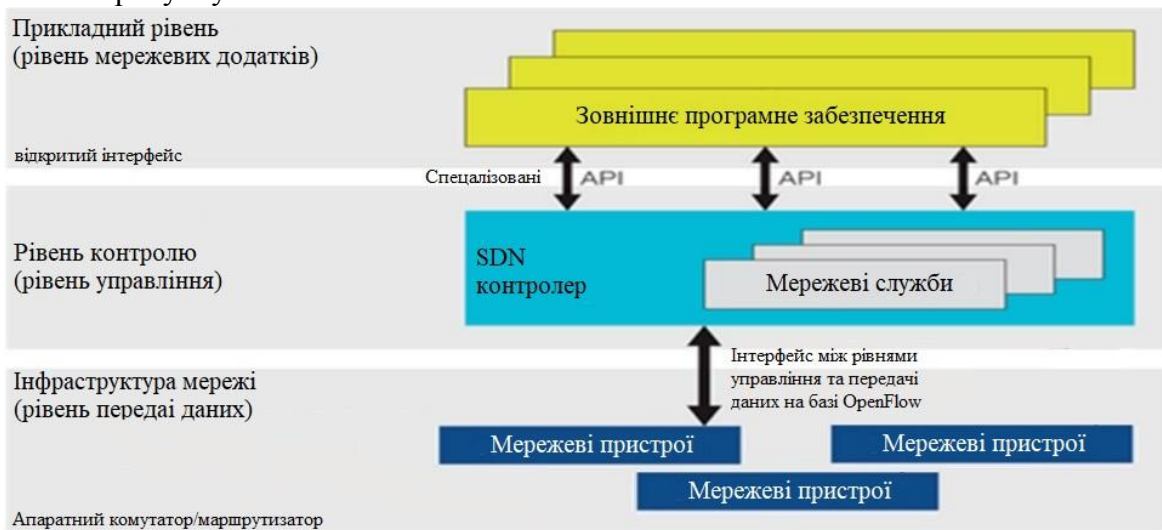 Прикладний рівень
(рівень мережевих додатків)
Зовнішнє програмне забезпечення
відкритий інтерфейс
Спецалізовані
API
API
API
Рівень контролю
(рівень управління)
SDN
контролер
Мережеві служби
Інтерфейс між рівнями
управління та передачі
даних на базі OpenFlow
Інфраструктура мережі
(рівень передаі даних)
Мережеві пристрої
Мережеві пристрої
Мережеві пристрої
Апаратний комутатор/маршрутизатор